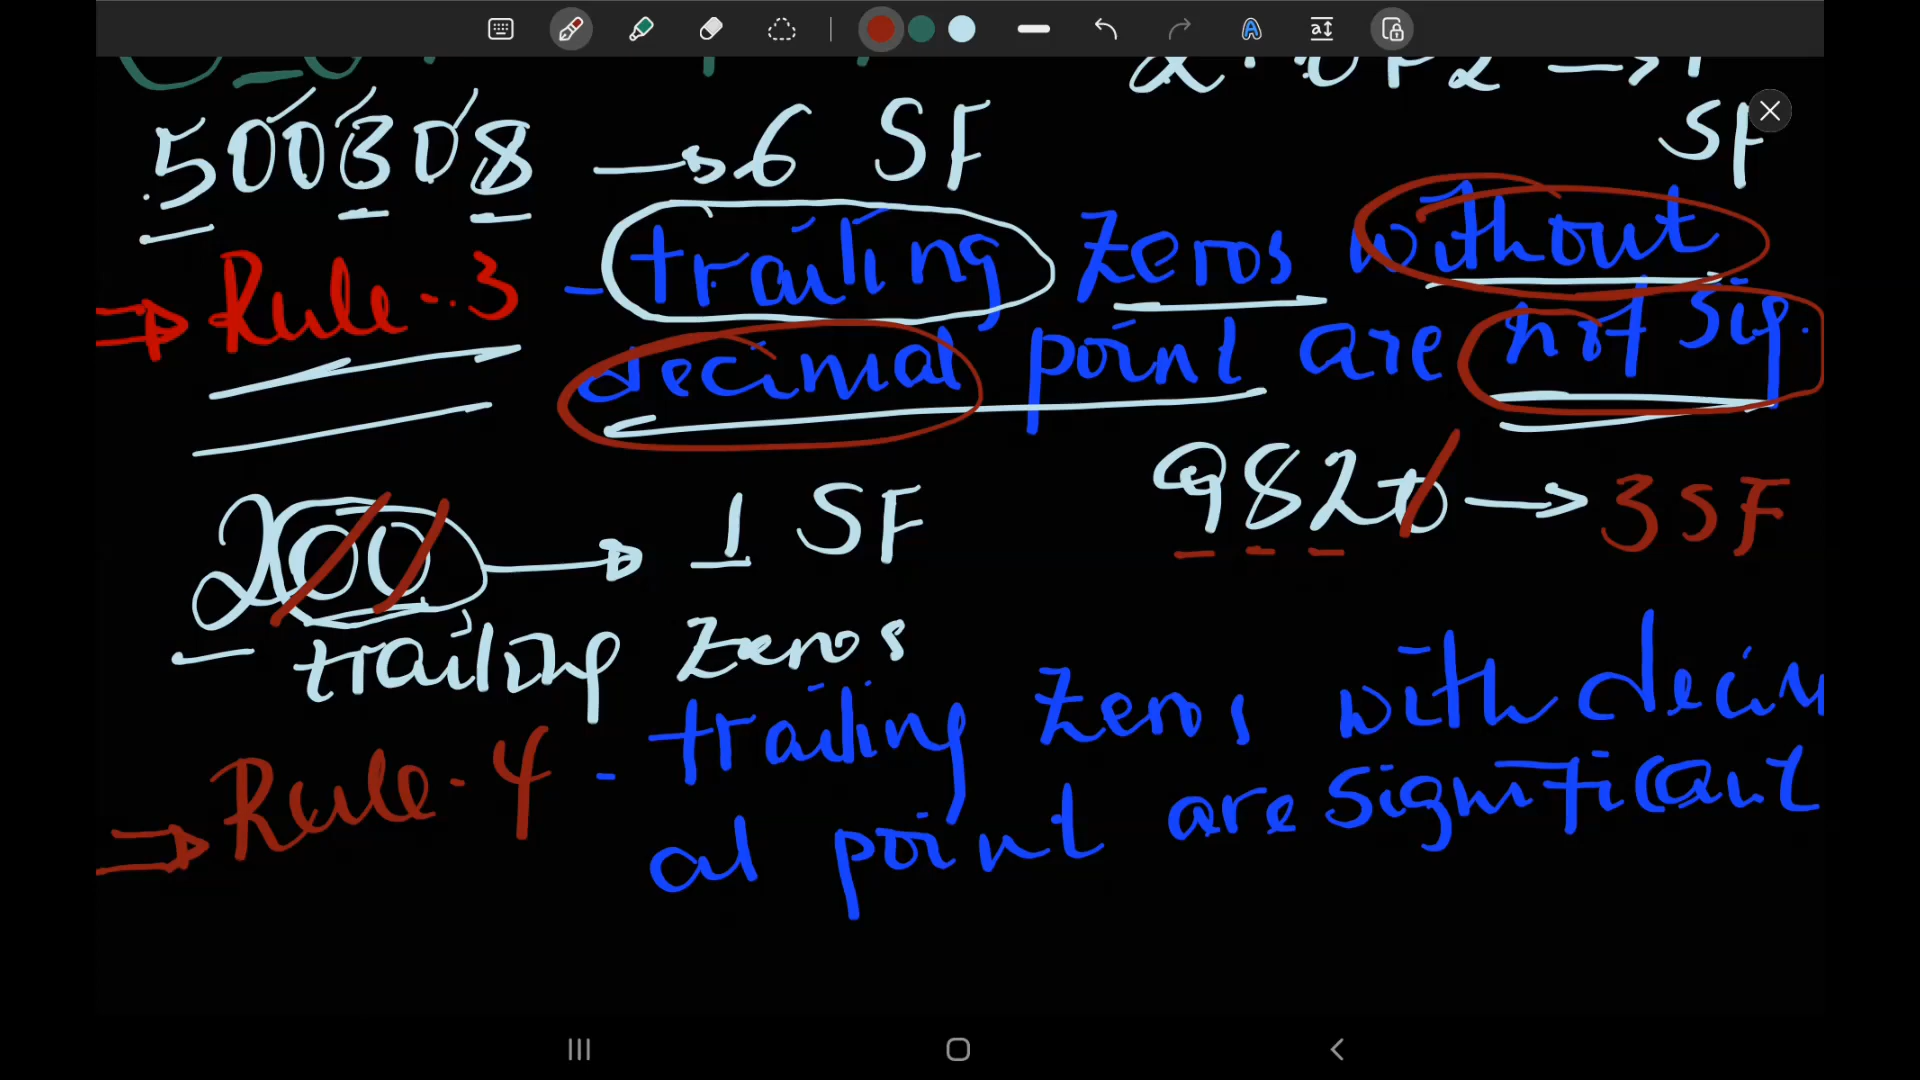 500308 → 6 SF
SF
⇒ Rule-3 - trailing zeros without
decimal point are not sig.
200 → 1 SF
9820 → 3 SF
trailing zeros
⇒ Rule-4 - trailing zeros with decim
al point are significant